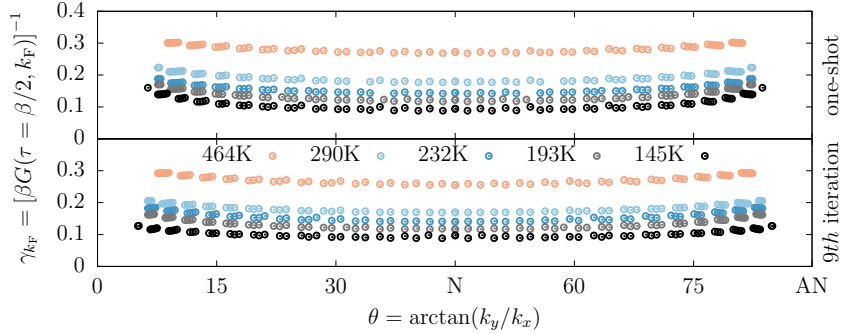 γ_{k_F} = [βG(τ = β/2, k_F)]^{-1}
0.4
0.3
0.2
0.1
0
one-shot
464K 290K 232K 193K 145K
0.3
0.2
0.1
0
9th iteration
0 15 30 N 60 75 AN
θ = arctan(k_y/k_x)